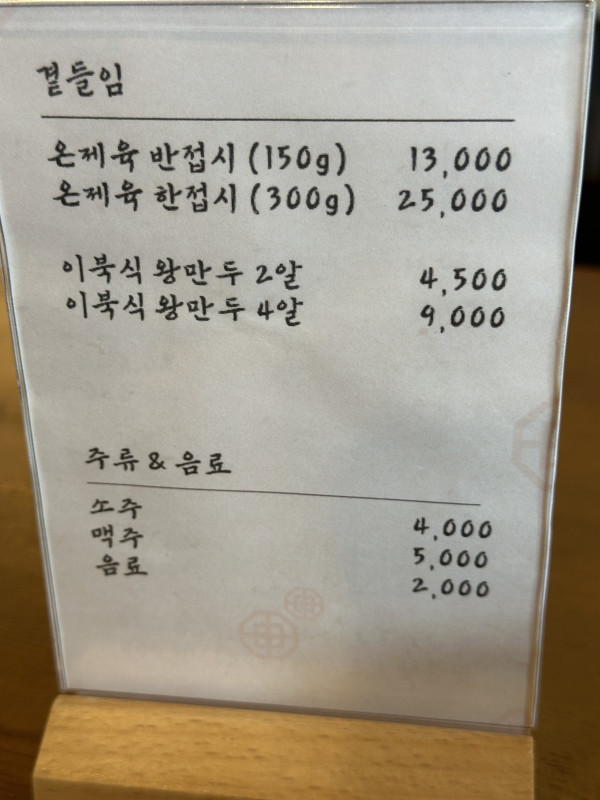 곁들임
온제육 반접시 (150g) 13,000
온제육 한접시 (300g) 25,000
이북식 왕만두 2알 4,500
이북식 왕만두 4알 9,000
주류 & 음료
소주 4,000
맥주 5,000
음료 2,000